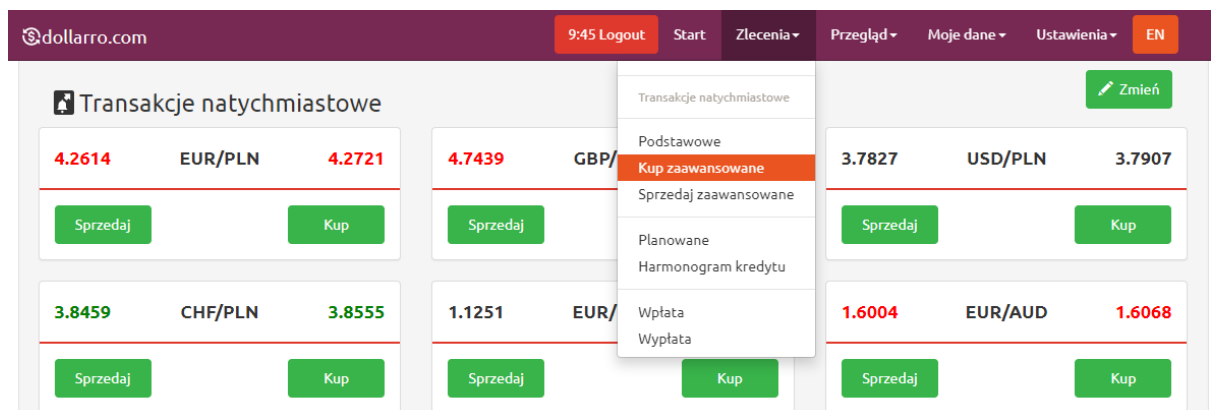 dollarro.com
9:45 Logout Start Zlecenia Przegląd Moje dane Ustawienia EN
Transakcje natychmiastowe
Zmień
4.2614 EUR/PLN 4.2721
Sprzedaj Kup
4.7439 GBP/
Sprzedaj
3.7827 USD/PLN 3.7907
Sprzedaj Kup
Transakcje natychmiastowe
Podstawowe
Kup zaawansowane
Sprzedaj zaawansowane
Planowane
Harmonogram kredytu
Wpłata
Wypłata
3.8459 CHF/PLN 3.8555
Sprzedaj Kup
1.1251 EUR/
Sprzedaj Kup
1.6004 EUR/AUD 1.6068
Sprzedaj Kup